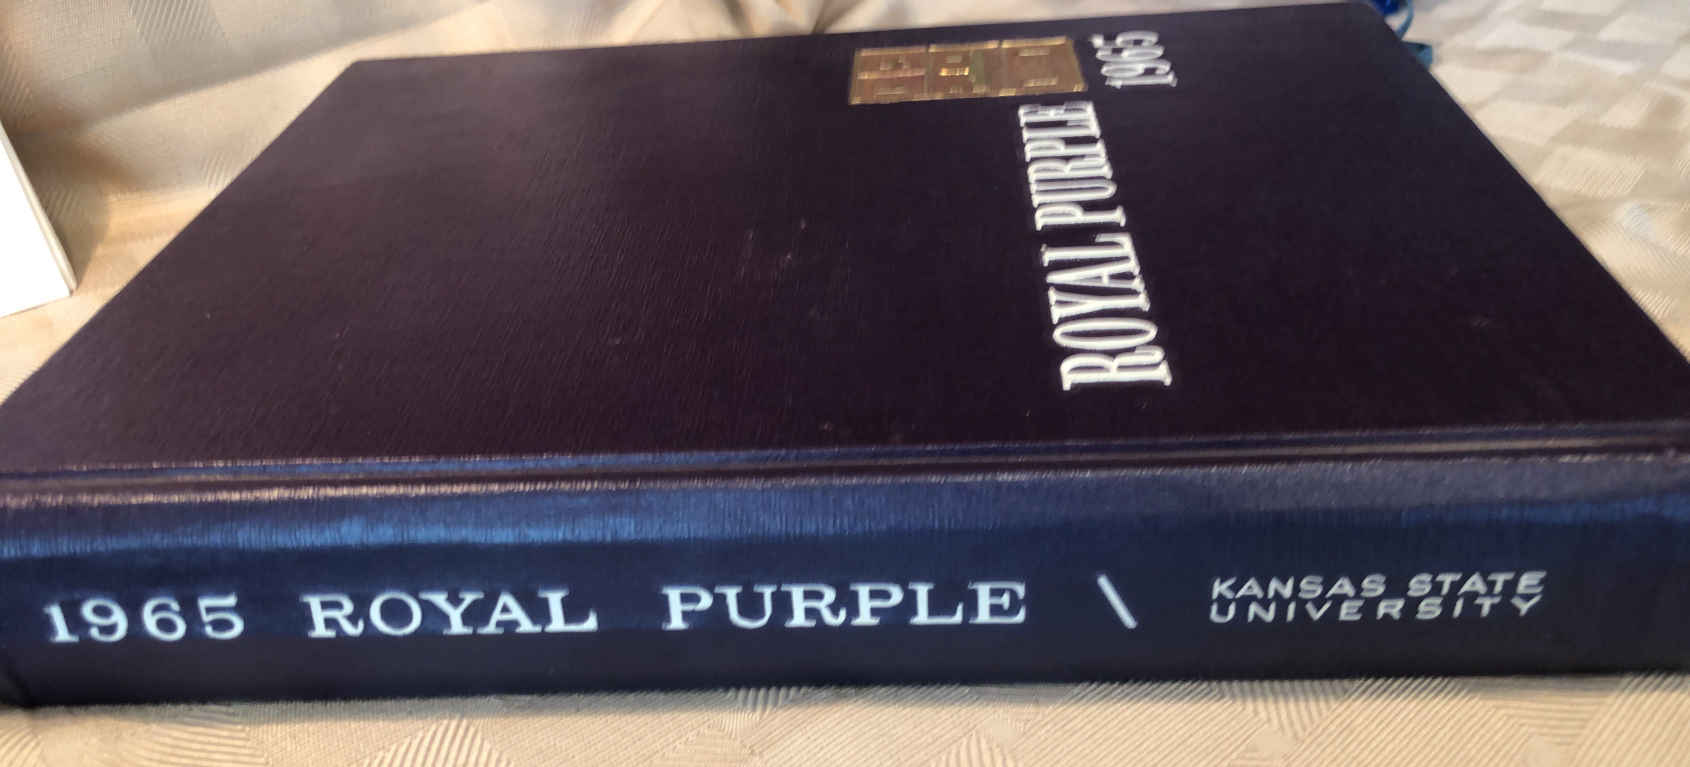 ROYAL PURPLE
1965
1965 ROYAL PURPLE \ KANSAS STATE
UNIVERSITY